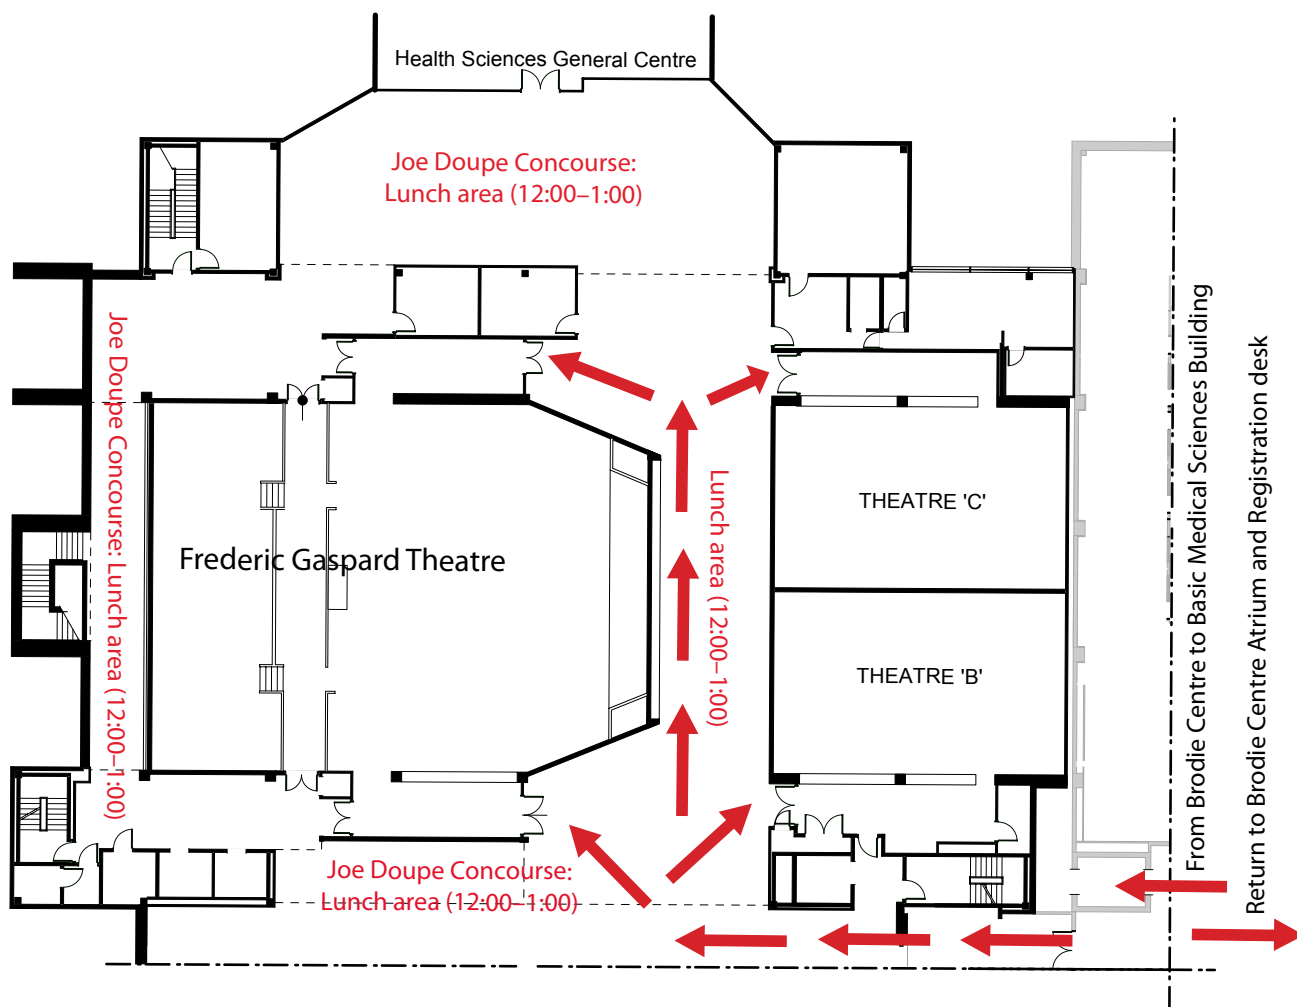 Health Sciences General Centre
Joe Doupe Concourse:
Lunch area (12:00–1:00)
Joe Doupe Concourse: Lunch area (12:00–1:00)
Frederic Gaspard Theatre
Lunch area (12:00–1:00)
THEATRE 'C'
THEATRE 'B'
Joe Doupe Concourse:
Lunch area (12:00–1:00)
From Brodie Centre to Basic Medical Sciences Building
Return to Brodie Centre Atrium and Registration desk